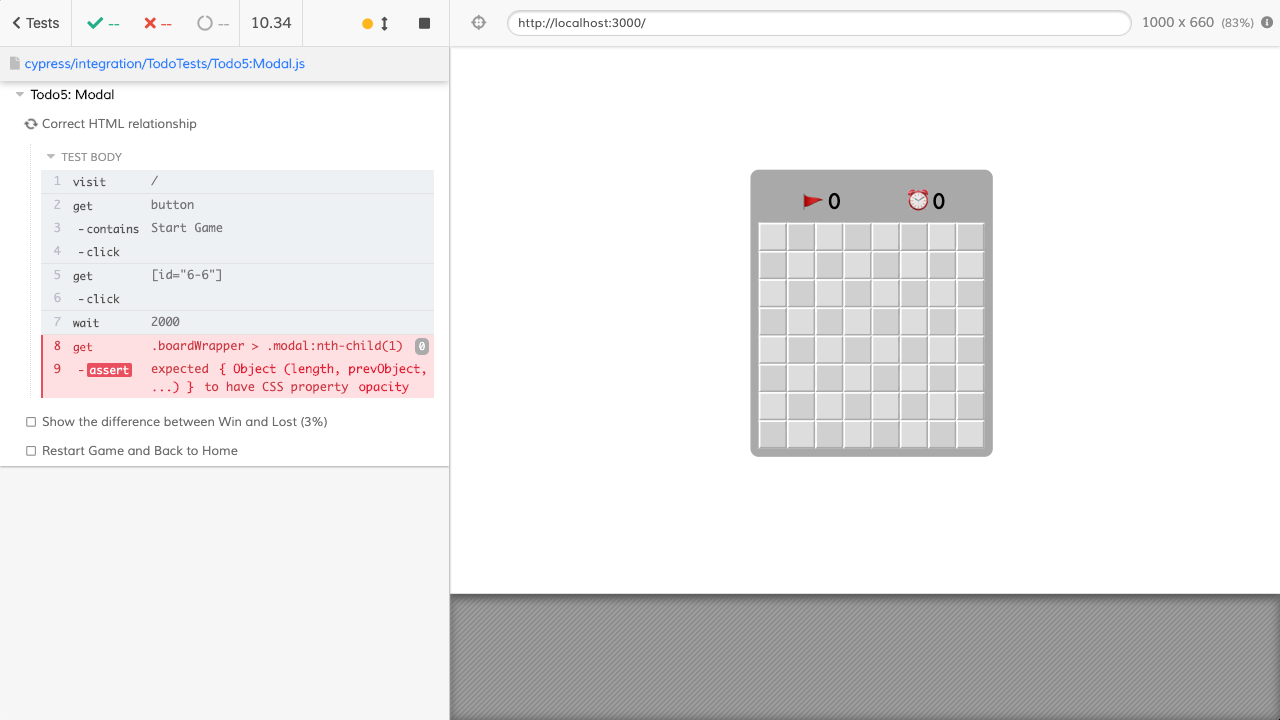 Tests -- -- -- 10.34 http://localhost:3000/ 1000 x 660 (83%)
cypress/integration/TodoTests/Todo5:Modal.js
Todo5: Modal
Correct HTML relationship
TEST BODY
1 visit /
2 get button
3 -contains Start Game
4 -click
5 get [id="6-6"]
6 -click
7 wait 2000
8 get .boardWrapper > .modal:nth-child(1) 0
9 -assert expected { Object (length, prevObject,
...) } to have CSS property opacity
Show the difference between Win and Lost (3%)
Restart Game and Back to Home
0 0